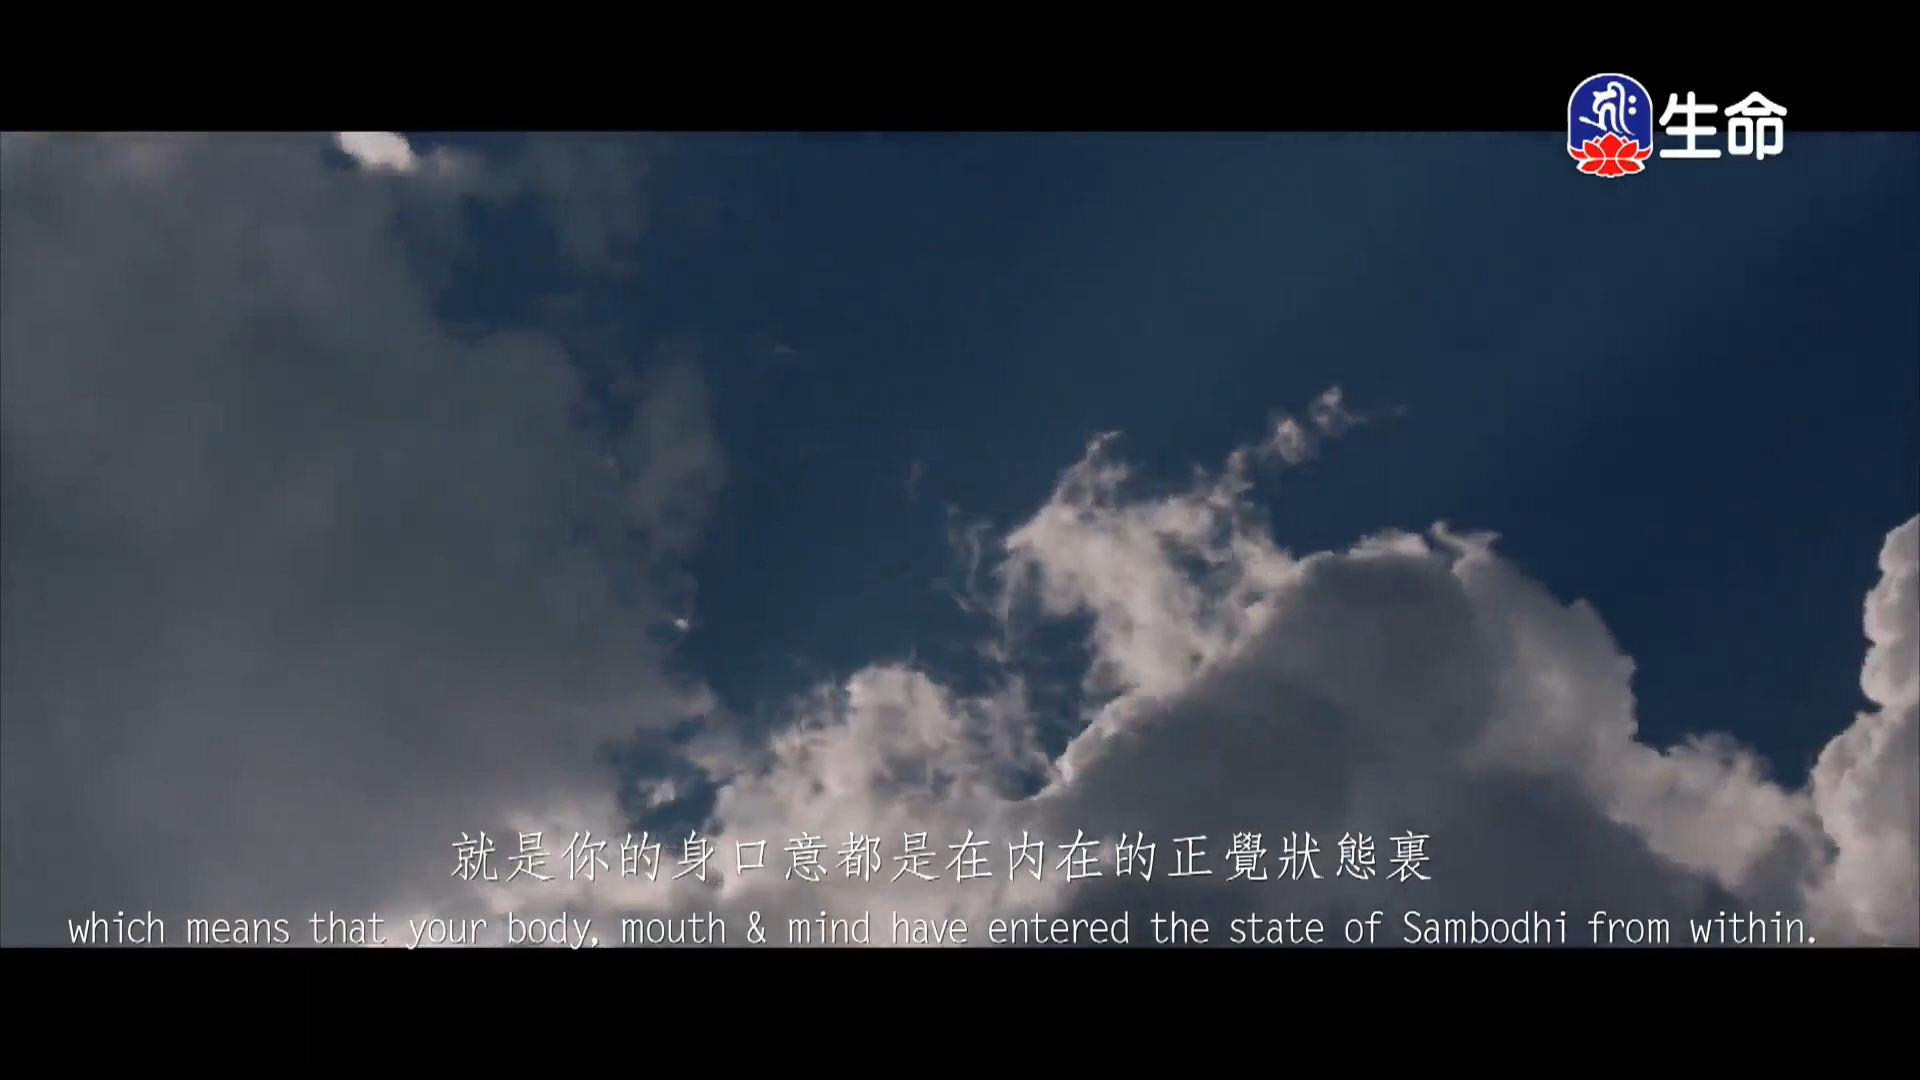 生命
就是你的身口意都是在內在的正覺狀態裏
which means that your body, mouth & mind have entered the state of Sambodhi from within.